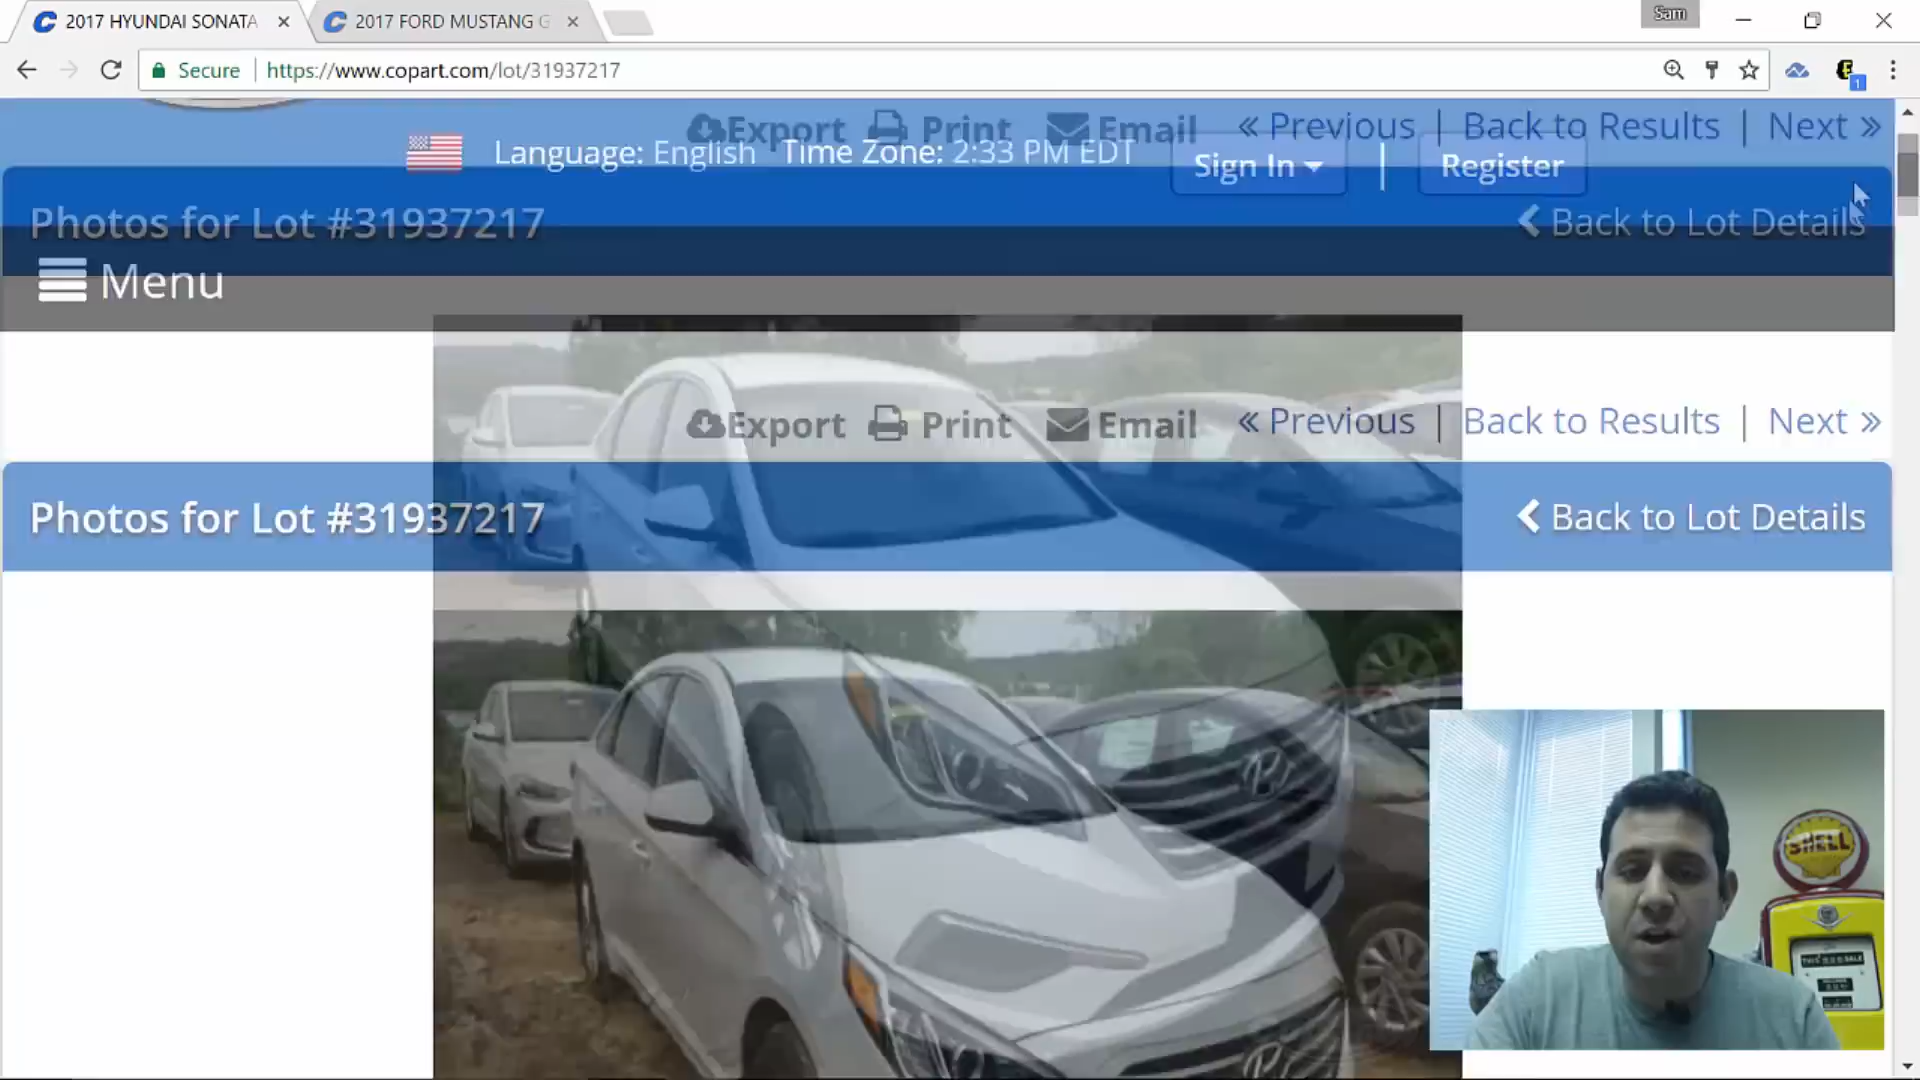 Sam
2017 HYUNDAI SONATA
2017 FORD MUSTANG G
Secure
https://www.copart.com/lot/31937217
1
Export Print Email « Previous | Back to Results | Next »
Language: English Time Zone: 2:33 PM EDT
Sign In | Register
Photos for Lot #31937217
Back to Lot Details
Menu
Export Print Email « Previous | Back to Results | Next »
Photos for Lot #31937217
Back to Lot Details
SHELL
THIS SALE